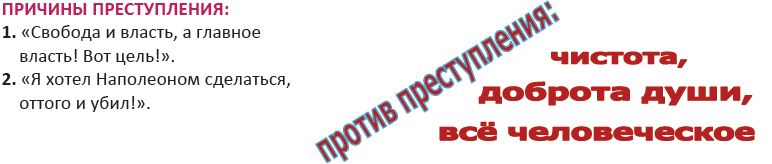 ПРИЧИНЫ ПРЕСТУПЛЕНИЯ:
1. «Свобода и власть, а главное
власть! Вот цель!».
2. «Я хотел Наполеоном сделаться,
оттого и убил!».
против преступления:
чистота,
доброта души,
всё человеческое